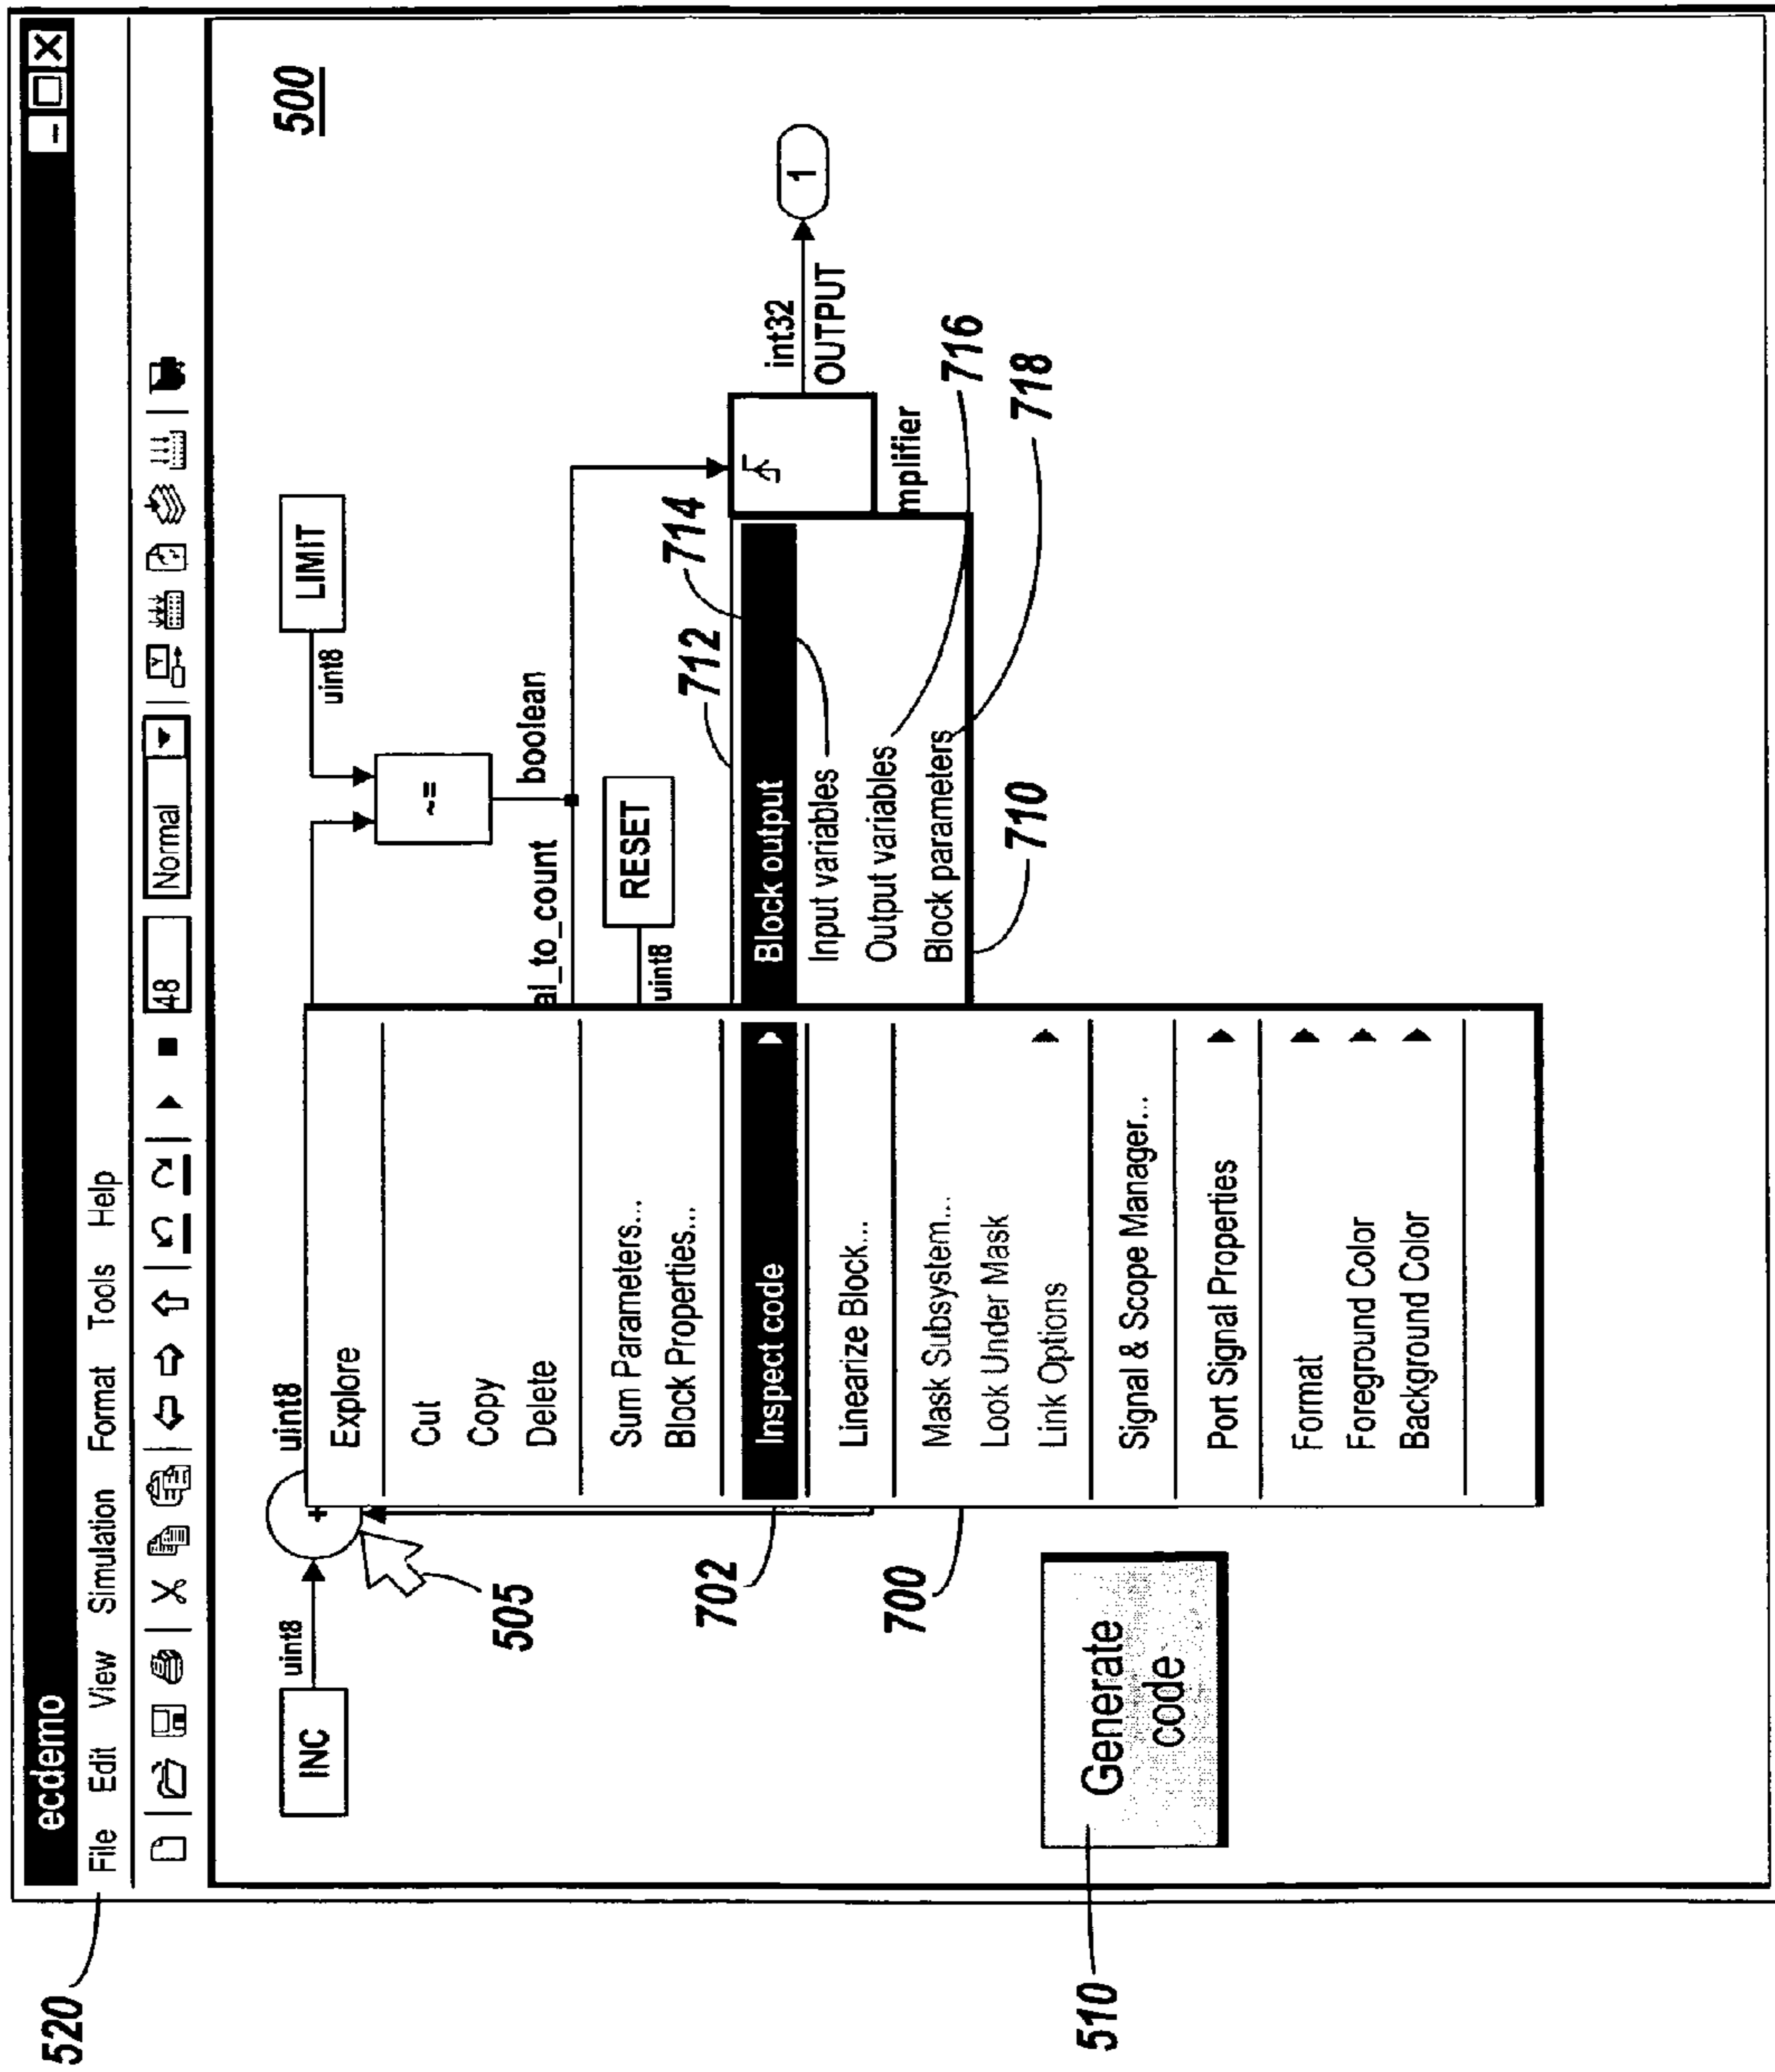 520
ecdemo
File Edit View Simulation Format Tools Help
48 Normal
500
INC
uint8
+
uint8
505
LIMIT
uint8
~=
boolean
al_to_count
RESET
uint8
Explore
Cut
Copy
Delete
Sum Parameters...
Block Properties...
Inspect code
Linearize Block...
Mask Subsystem...
Look Under Mask
Link Options
Signal & Scope Manager...
Port Signal Properties
Format
Foreground Color
Background Color
702
700
712
714
Block output
Input variables
Output variables
Block parameters
710
716
718
mplifier
int32
OUTPUT
1
Generate
code
510